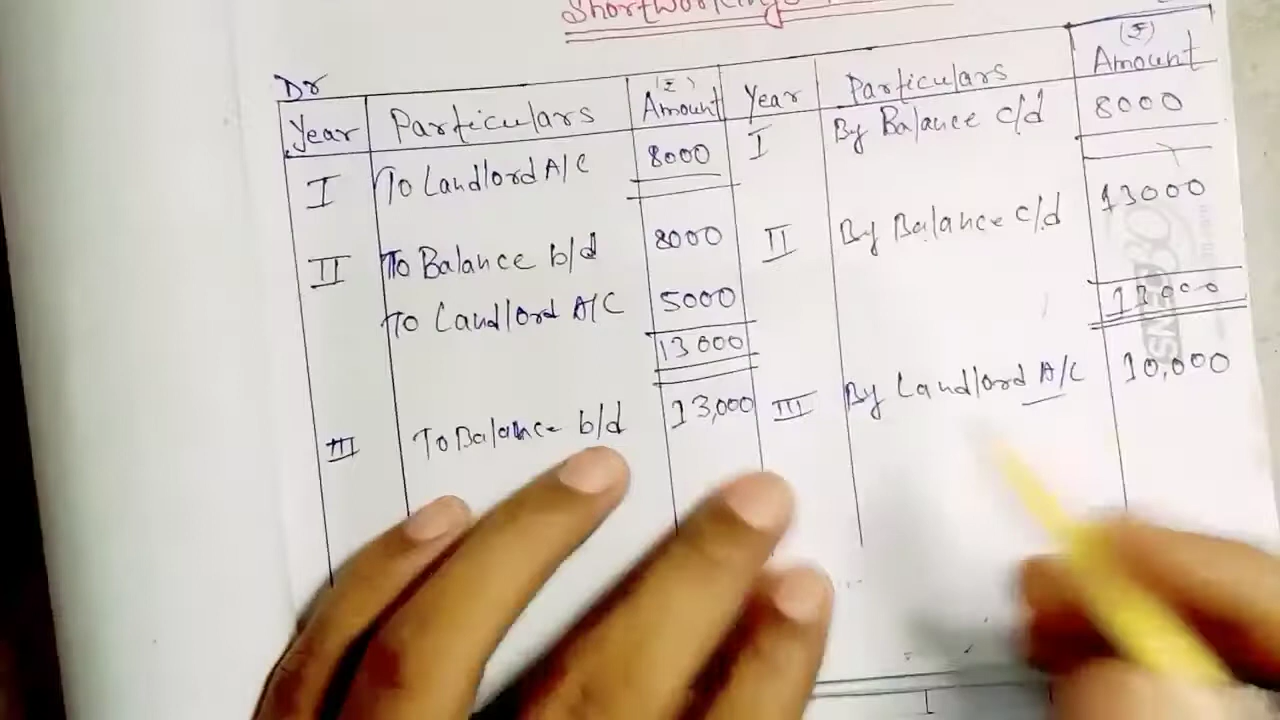 Shortworkings
Dr
Year Particulars (₹) Amount Year Particulars (₹) Amount
I To Landlord A/C 8000 I By Balance c/d 8000
II To Balance b/d 8000 II By Balance c/d 13000
To Landlord A/C 5000
13000 13000
III To Balance b/d 13,000 III By Landlord A/C 10,000